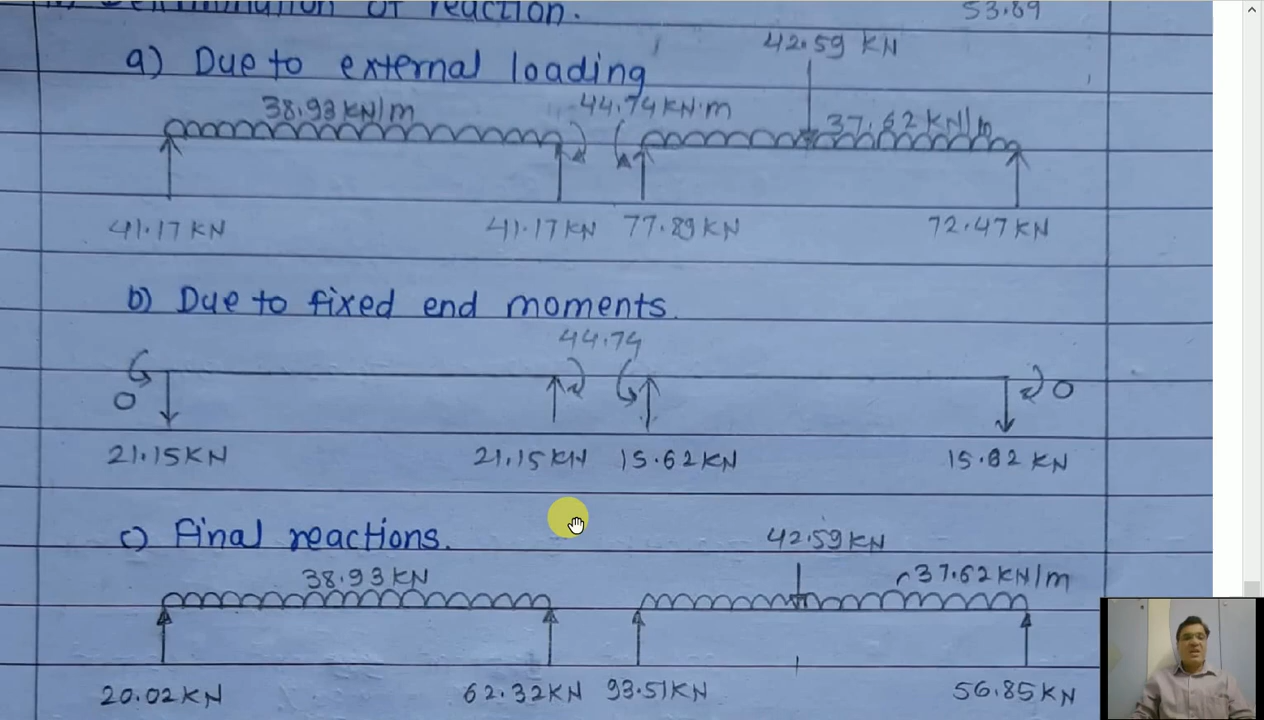 Determination of reaction.
53.69
a) Due to external loading
42.59 KN
38.93 KN/m
44.74 KN.m
37.62 KN/m
41.17 KN
41.17 KN
77.89 KN
72.47 KN
b) Due to fixed end moments.
44.74
0
0
21.15 KN
21.15 KN
15.62 KN
15.62 KN
c) Final reactions.
42.59 KN
38.93 KN
37.62 KN/m
20.02 KN
62.32 KN
93.51 KN
56.85 KN